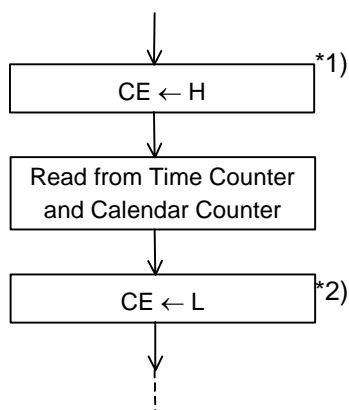 *1)
CE ← H
Read from Time Counter
and Calendar Counter
*2)
CE ← L